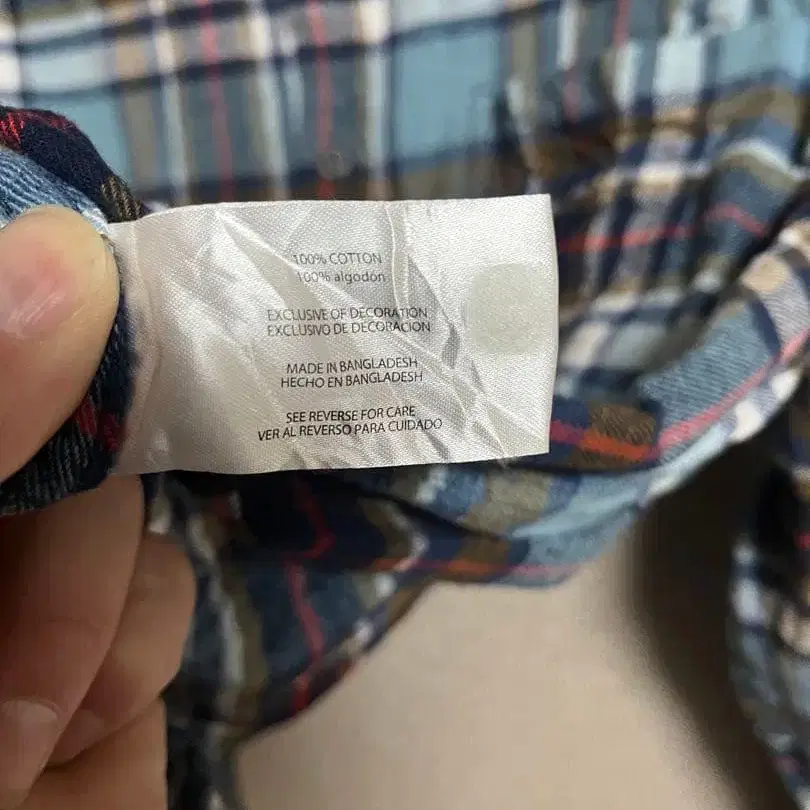 100% COTTON
100% algodón
EXCLUSIVE OF DECORATION
EXCLUSIVO DE DECORACION
MADE IN BANGLADESH
HECHO EN BANGLADESH
SEE REVERSE FOR CARE
VER AL REVERSO PARA CUIDADO